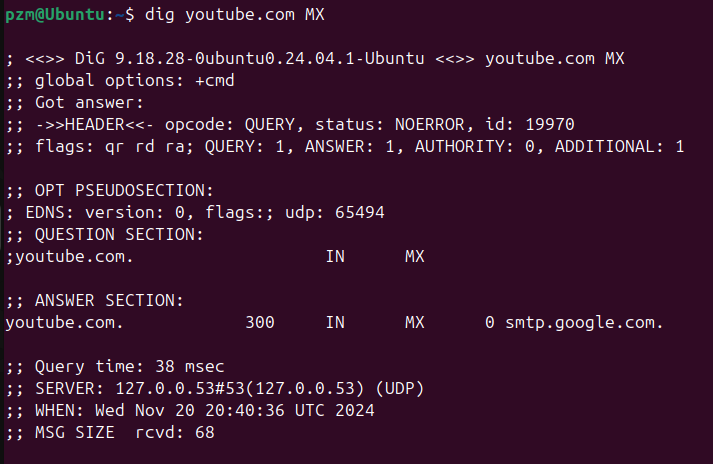 pzm@Ubuntu:~$ dig youtube.com MX
; <<>> DiG 9.18.28-0ubuntu0.24.04.1-Ubuntu <<>> youtube.com MX
;; global options: +cmd
;; Got answer:
;; ->>HEADER<<- opcode: QUERY, status: NOERROR, id: 19970
;; flags: qr rd ra; QUERY: 1, ANSWER: 1, AUTHORITY: 0, ADDITIONAL: 1
;; OPT PSEUDOSECTION:
; EDNS: version: 0, flags:; udp: 65494
;; QUESTION SECTION:
;youtube.com. IN MX
;; ANSWER SECTION:
youtube.com. 300 IN MX 0 smtp.google.com.
;; Query time: 38 msec
;; SERVER: 127.0.0.53#53(127.0.0.53) (UDP)
;; WHEN: Wed Nov 20 20:40:36 UTC 2024
;; MSG SIZE rcvd: 68